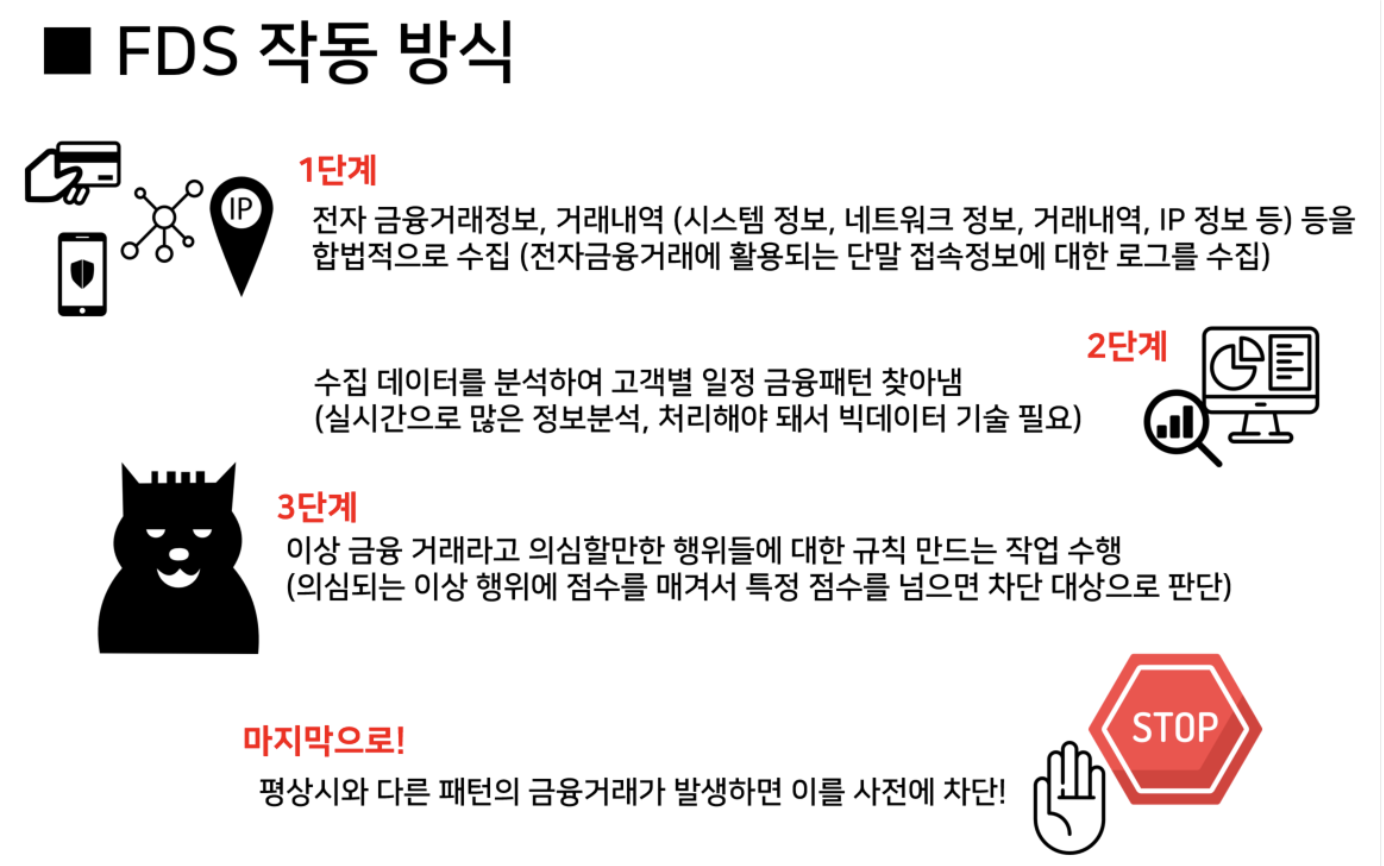 ■ FDS 작동 방식
IP
1단계
전자 금융거래정보, 거래내역 (시스템 정보, 네트워크 정보, 거래내역, IP 정보 등) 등을
합법적으로 수집 (전자금융거래에 활용되는 단말 접속정보에 대한 로그를 수집)
2단계
수집 데이터를 분석하여 고객별 일정 금융패턴 찾아냄
(실시간으로 많은 정보분석, 처리해야 돼서 빅데이터 기술 필요)
3단계
이상 금융 거래라고 의심할만한 행위들에 대한 규칙 만드는 작업 수행
(의심되는 이상 행위에 점수를 매겨서 특정 점수를 넘으면 차단 대상으로 판단)
마지막으로!
평상시와 다른 패턴의 금융거래가 발생하면 이를 사전에 차단!
STOP